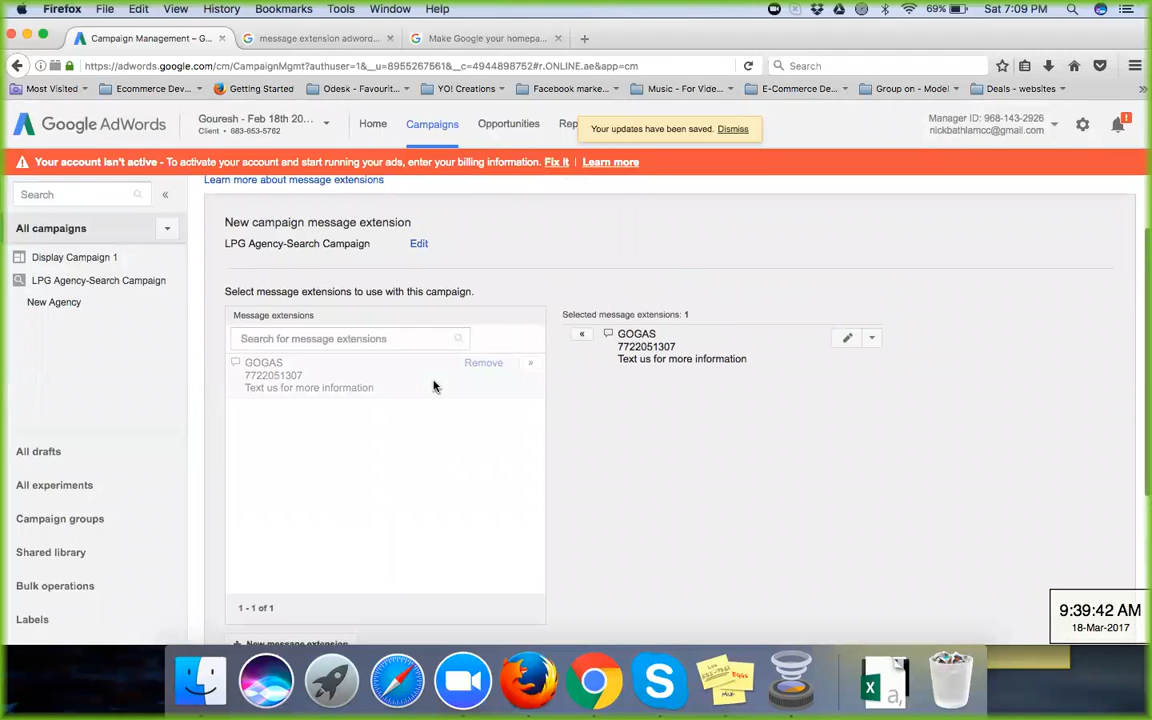 Firefox File Edit View History Bookmarks Tools Window Help 69% Sat 7:09 PM
Campaign Management – G... message extension adword... Make Google your homepa...
https://adwords.google.com/cm/CampaignMgmt?authuser=1&__u=8955267561&__c=4944898752#r.ONLINE.ae&app=cm Search
Most Visited Ecommerce Dev... Getting Started Odesk - Favourit... YO! Creations Facebook marke... Music - For Vide... E-Commerce De... Group on - Model Deals - websites
Google AdWords
Gouresh - Feb 18th 20...
Client • 683-653-5762
Home Campaigns Opportunities Rep
Your updates have been saved. Dismiss
Manager ID: 968-143-2926
nickbathlamcc@gmail.com
Your account isn't active - To activate your account and start running your ads, enter your billing information. Fix it | Learn more
Search
All campaigns
Display Campaign 1
LPG Agency-Search Campaign
New Agency
All drafts
All experiments
Campaign groups
Shared library
Bulk operations
Labels
Learn more about message extensions
New campaign message extension
LPG Agency-Search Campaign Edit
Select message extensions to use with this campaign.
Message extensions
Search for message extensions
GOGAS Remove »
7722051307
Text us for more information
1 - 1 of 1
+ New message extension
Selected message extensions: 1
« GOGAS
7722051307
Text us for more information
9:39:42 AM
18-Mar-2017